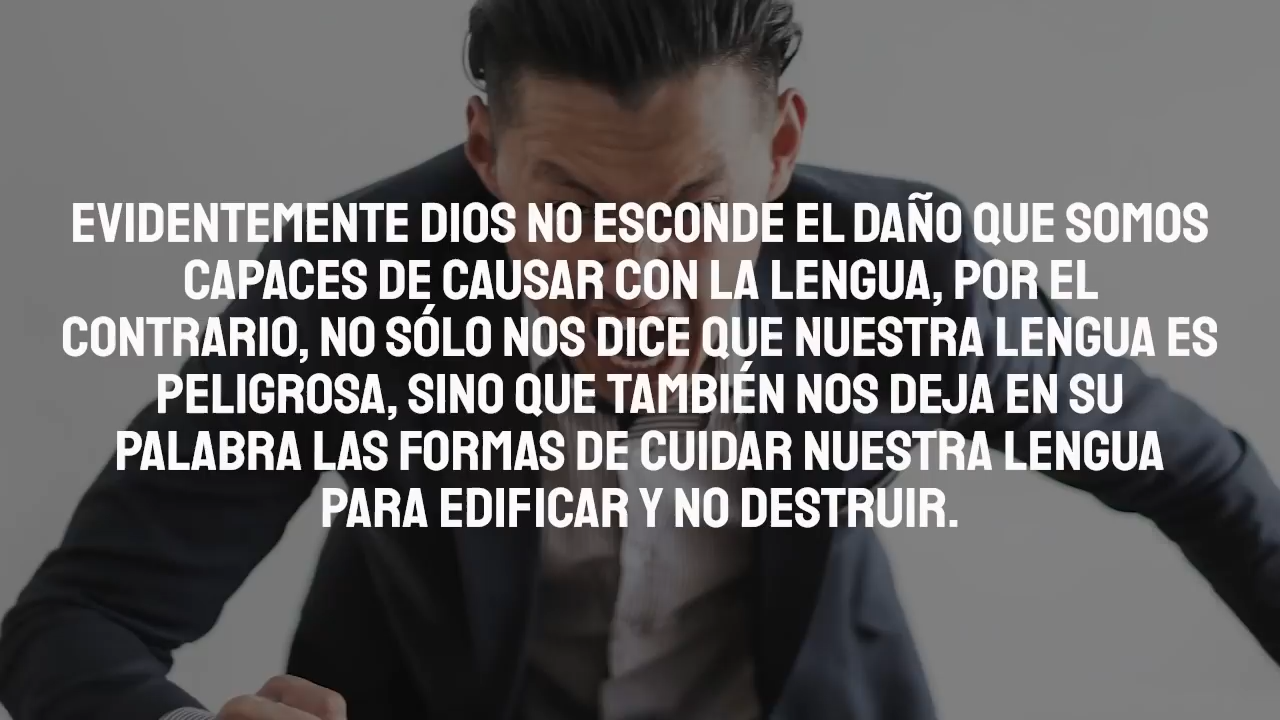 EVIDENTEMENTE DIOS NO ESCONDE EL DAÑO QUE SOMOS
CAPACES DE CAUSAR CON LA LENGUA, POR EL
CONTRARIO, NO SÓLO NOS DICE QUE NUESTRA LENGUA ES
PELIGROSA, SINO QUE TAMBIÉN NOS DEJA EN SU
PALABRA LAS FORMAS DE CUIDAR NUESTRA LENGUA
PARA EDIFICAR Y NO DESTRUIR.